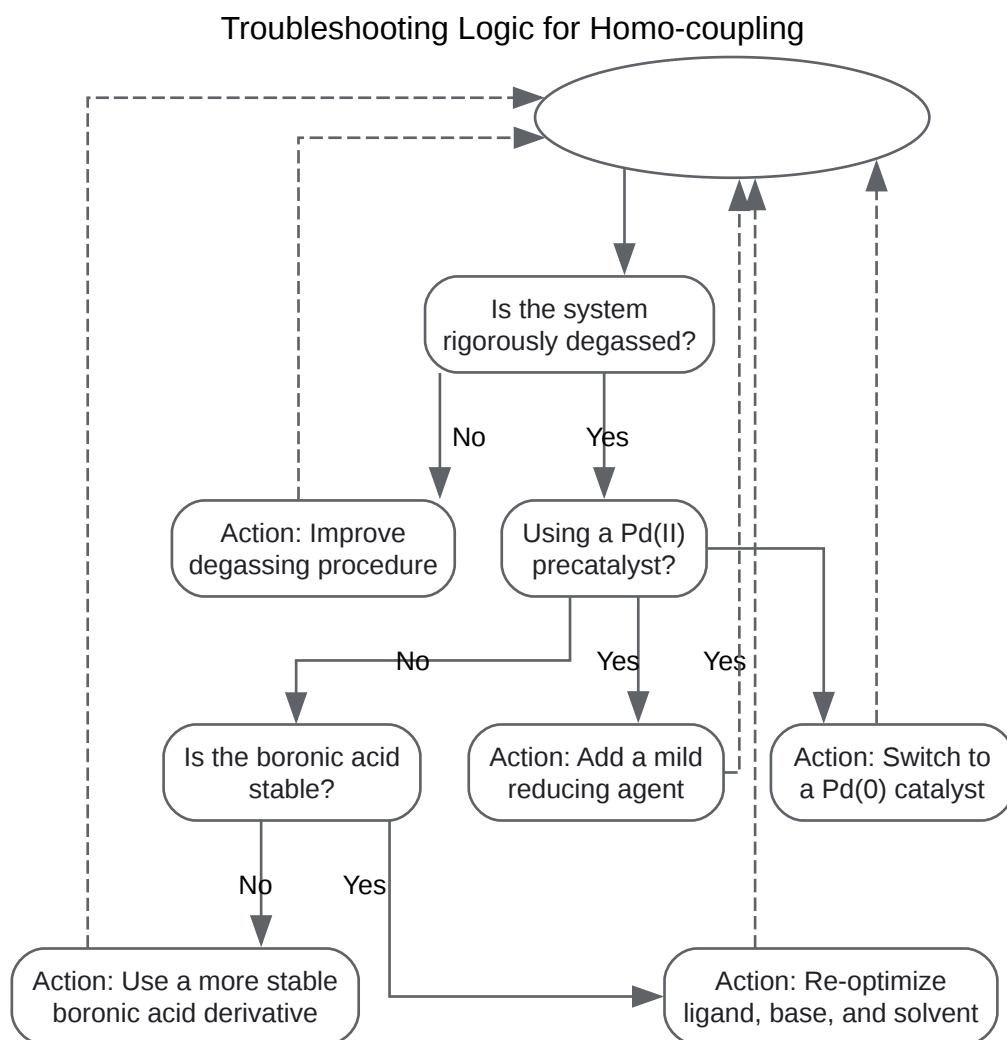 Troubleshooting Logic for Homo-coupling
Is the system
rigorously degassed?
No
Yes
Action: Improve
degassing procedure
Using a Pd(II)
precatalyst?
No
Yes
Yes
Is the boronic acid
stable?
Action: Add a mild
reducing agent
Action: Switch to
a Pd(0) catalyst
No
Yes
Action: Use a more stable
boronic acid derivative
Action: Re-optimize
ligand, base, and solvent